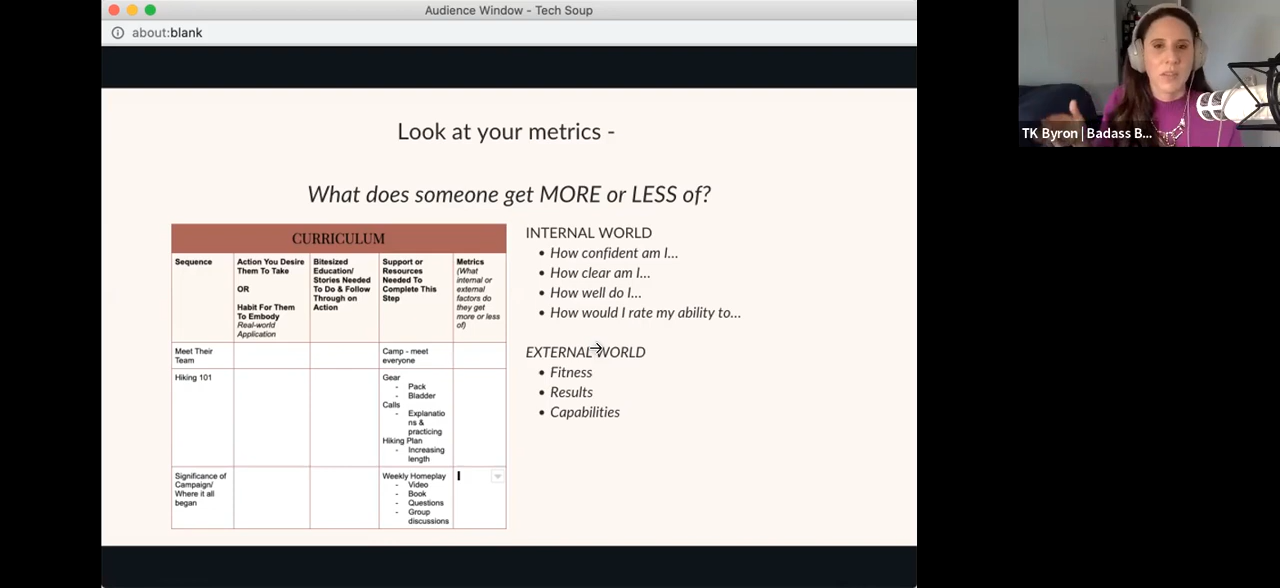 Audience Window - Tech Soup
about:blank
TK Byron | Badass B...
Look at your metrics -
What does someone get MORE or LESS of?
CURRICULUM
Sequence
Action You Desire
Them To Take
OR
Habit For Them
To Embody
Real-world
Application
Bitesized
Education/
Stories Needed
To Do & Follow
Through on
Action
Support or
Resources
Needed To
Complete This
Step
Metrics
(What
internal or
external
factors do
they get
more or less
of)
Meet Their
Team
Camp - meet
everyone
Hiking 101
Gear
- Pack
- Bladder
Calls
- Explanatio
ns &
practicing
Hiking Plan
- Increasing
length
Significance of
Campaign/
Where it all
began
Weekly Homeplay
- Video
- Book
- Questions
- Group
discussions
INTERNAL WORLD
• How confident am I...
• How clear am I...
• How well do I...
• How would I rate my ability to...
EXTERNAL WORLD
• Fitness
• Results
• Capabilities